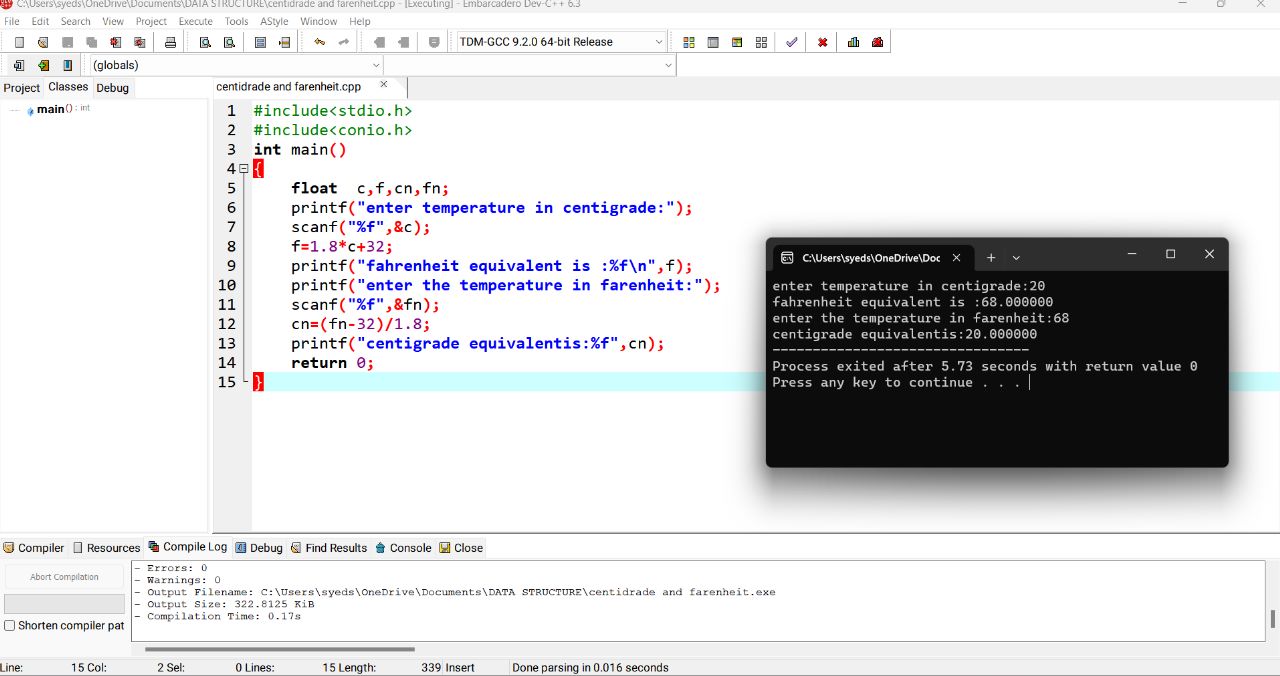 C:\Users\syeds\OneDrive\Documents\DATA STRUCTURE\centidrade and farenheit.cpp - [Executing] - Embarcadero Dev-C++ 6.3
File Edit Search View Project Execute Tools AStyle Window Help
TDM-GCC 9.2.0 64-bit Release
(globals)
Project Classes Debug
centidrade and farenheit.cpp
main() : int
1 #include<stdio.h>
2 #include<conio.h>
3 int main()
4 {
5 float  c,f,cn,fn;
6 printf("enter temperature in centigrade:");
7 scanf("%f",&c);
8 f=1.8*c+32;
9 printf("fahrenheit equivalent is :%f\n",f);
10 printf("enter the temperature in farenheit:");
11 scanf("%f",&fn);
12 cn=(fn-32)/1.8;
13 printf("centigrade equivalentis:%f",cn);
14 return 0;
15 }
C:\Users\syeds\OneDrive\Doc
enter temperature in centigrade:20
fahrenheit equivalent is :68.000000
enter the temperature in farenheit:68
centigrade equivalentis:20.000000
--------------------------------
Process exited after 5.73 seconds with return value 0
Press any key to continue . . .
Compiler Resources Compile Log Debug Find Results Console Close
Abort Compilation
Shorten compiler pat
- Errors: 0
- Warnings: 0
- Output Filename: C:\Users\syeds\OneDrive\Documents\DATA STRUCTURE\centidrade and farenheit.exe
- Output Size: 322.8125 KiB
- Compilation Time: 0.17s
Line: 15 Col: 2 Sel: 0 Lines: 15 Length: 339 Insert Done parsing in 0.016 seconds